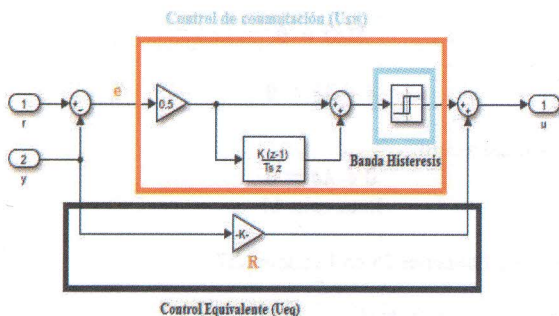 Control de conmutación (Usw)
e
0.5
1
r
2
y
K (z-1)
Ts z
Banda Histeresis
1
u
-K-
R
Control Equivalente (Ueq)